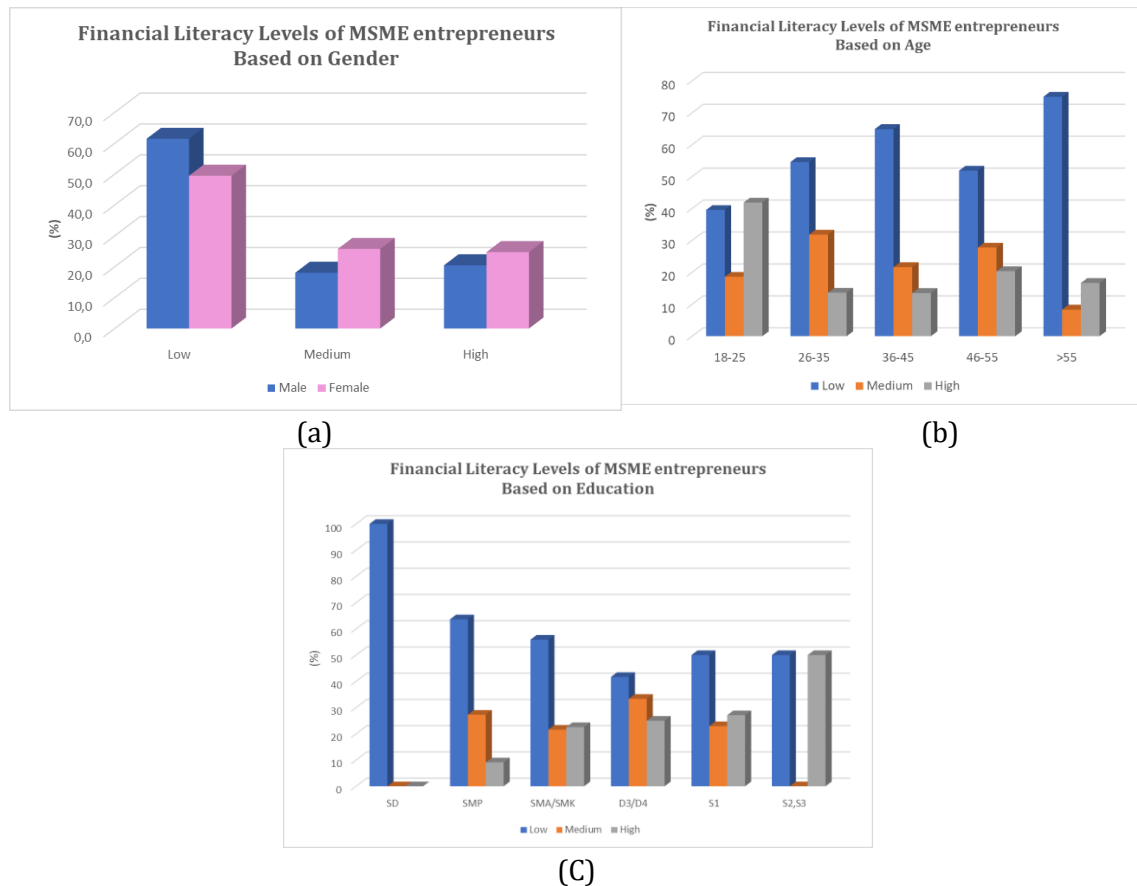 Financial Literacy Levels of MSME entrepreneurs
Based on Gender
70,0
60,0
50,0
40,0
30,0
20,0
10,0
0,0
(%)
Low Medium High
Male Female
(a)
Financial Literacy Levels of MSME entrepreneurs
Based on Age
80
70
60
50
40
30
20
10
0
(%)
18-25 26-35 36-45 46-55 >55
Low Medium High
(b)
Financial Literacy Levels of MSME entrepreneurs
Based on Education
100
90
80
70
60
50
40
30
20
10
0
(%)
SD SMP SMA/SMK D3/D4 S1 S2,S3
Low Medium High
(C)